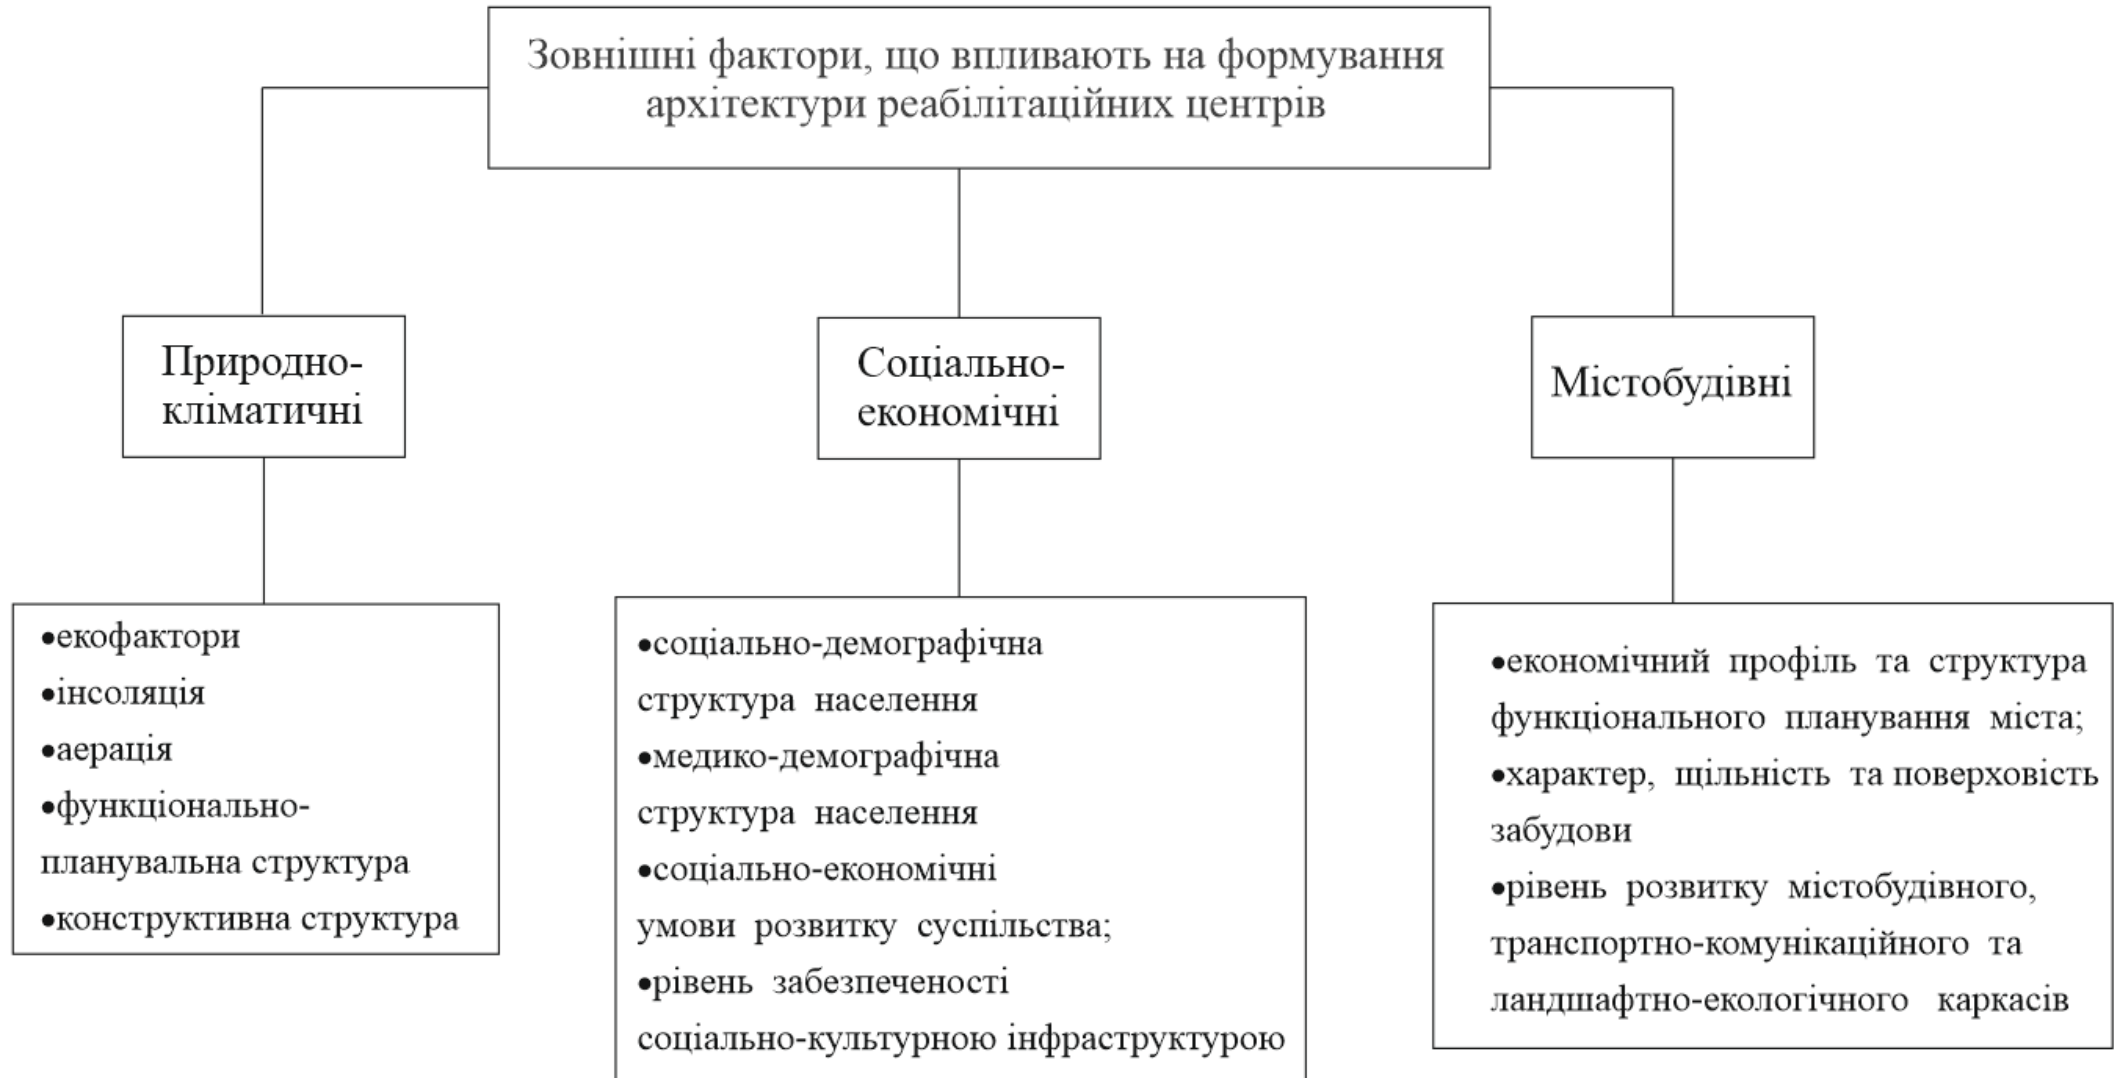 Зовнішні фактори, що впливають на формування
архітектури реабілітаційних центрів
Природно-
кліматичні
Соціально-
економічні
Містобудівні
•екофактори
•інсоляція
•аерація
•функціонально-
планувальна структура
•конструктивна структура
•соціально-демографічна
структура населення
•медико-демографічна
структура населення
•соціально-економічні
умови розвитку суспільства;
•рівень забезпеченості
соціально-культурною інфраструктурою
•економічний профіль та структура
функціонального планування міста;
•характер, щільність та поверховість
забудови
•рівень розвитку містобудівного,
транспортно-комунікаційного та
ландшафтно-екологічного каркасів